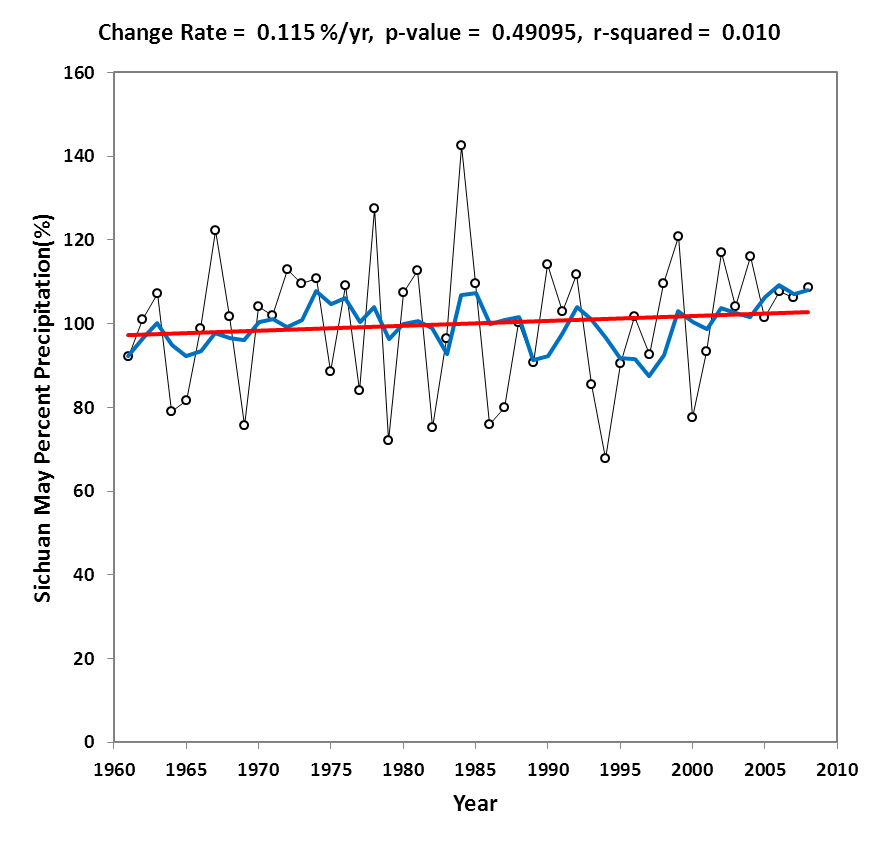 Change Rate = 0.115 %/yr, p-value = 0.49095, r-squared = 0.010
160
140
120
100
80
60
40
20
0
Sichuan May Percent Precipitation(%)
1960 1965 1970 1975 1980 1985 1990 1995 2000 2005 2010
Year